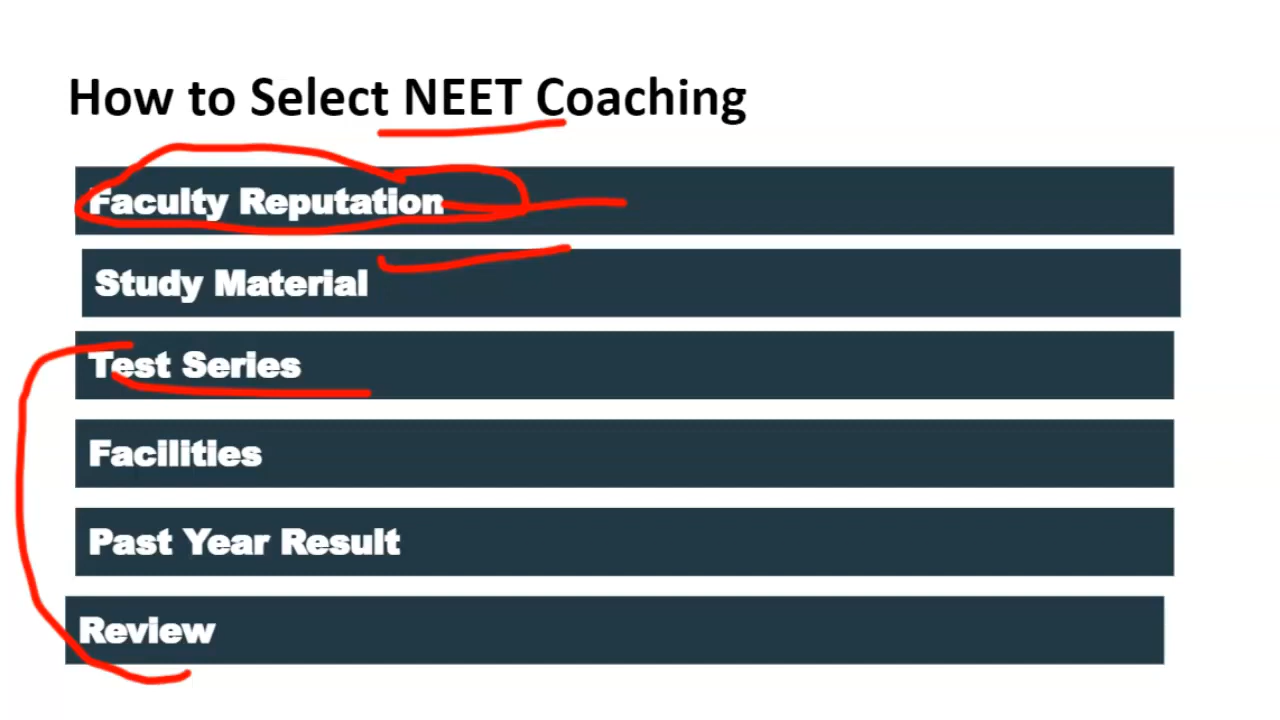 How to Select NEET Coaching
Faculty Reputation
Study Material
Test Series
Facilities
Past Year Result
Review